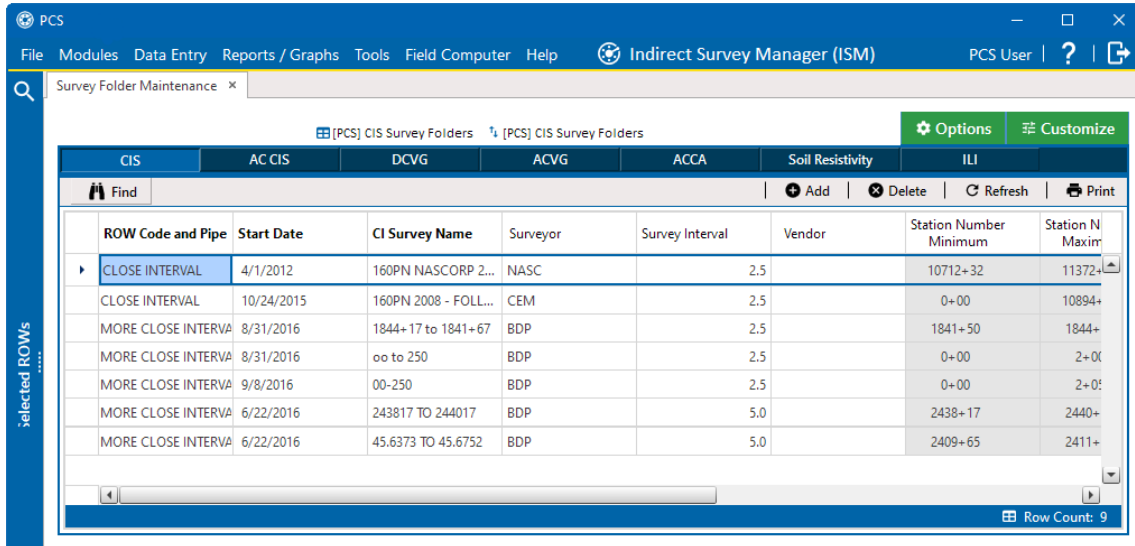 PCS
File Modules Data Entry Reports / Graphs Tools Field Computer Help Indirect Survey Manager (ISM) PCS User | ? |
Survey Folder Maintenance ×
[PCS] CIS Survey Folders [PCS] CIS Survey Folders Options Customize
CIS AC CIS DCVG ACVG ACCA Soil Resistivity ILI
Find | Add | Delete | Refresh | Print
ROW Code and Pipe Start Date CI Survey Name Surveyor Survey Interval Vendor Station Number Minimum Station N Maxim
CLOSE INTERVAL 4/1/2012 160PN NASCORP 2... NASC 2.5 10712+32 11372+
CLOSE INTERVAL 10/24/2015 160PN 2008 - FOLL... CEM 2.5 0+00 10894+
MORE CLOSE INTERVA 8/31/2016 1844+17 to 1841+67 BDP 2.5 1841+50 1844+
MORE CLOSE INTERVA 8/31/2016 oo to 250 BDP 2.5 0+00 2+00
MORE CLOSE INTERVA 9/8/2016 00-250 BDP 2.5 0+00 2+05
MORE CLOSE INTERVA 6/22/2016 243817 TO 244017 BDP 5.0 2438+17 2440+
MORE CLOSE INTERVA 6/22/2016 45.6373 TO 45.6752 BDP 5.0 2409+65 2411+
Selected ROWs
Row Count: 9